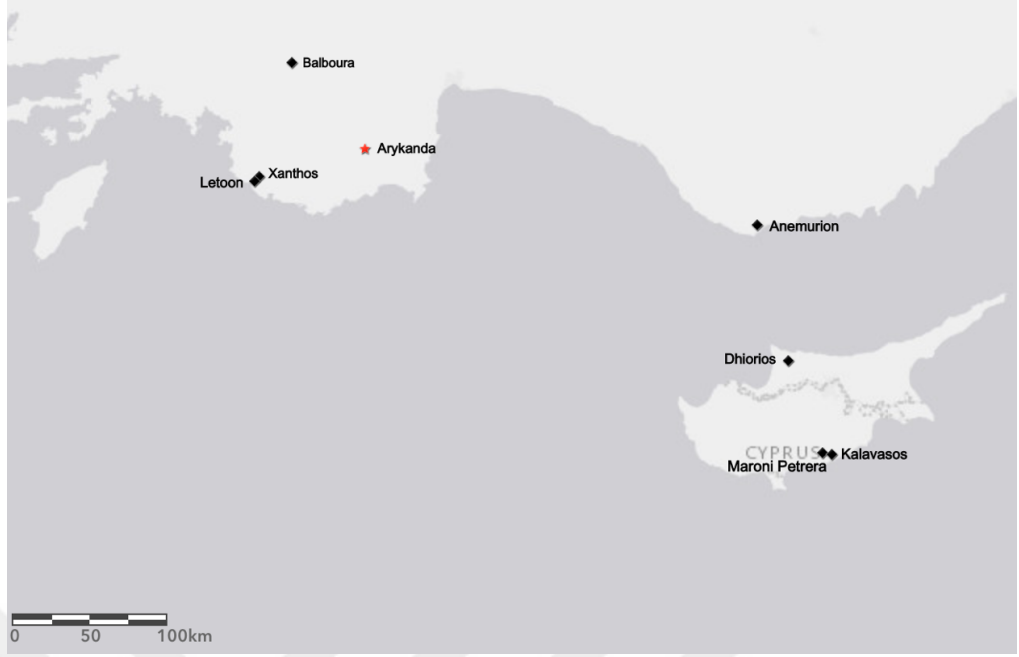 Balboura
Arykanda
Xanthos
Letoon
Anemurion
Dhiorios
CYPRUS
Kalavasos
Maroni Petrera
0 50 100km